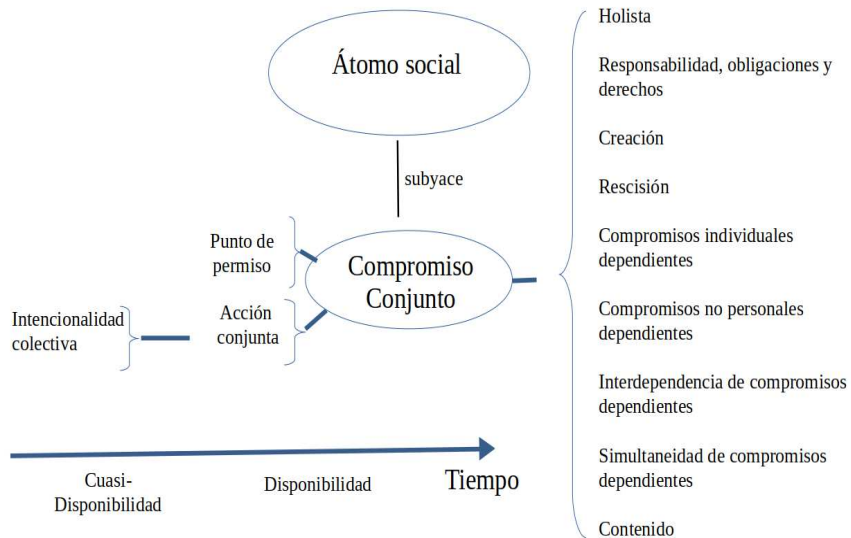 Átomo social
subyace
Punto de
permiso
Compromiso
Conjunto
Intencionalidad
colectiva
Acción
conjunta
Cuasi-
Disponibilidad
Disponibilidad
Tiempo
Holista
Responsabilidad, obligaciones y
derechos
Creación
Rescisión
Compromisos individuales
dependientes
Compromisos no personales
dependientes
Interdependencia de compromisos
dependientes
Simultaneidad de compromisos
dependientes
Contenido